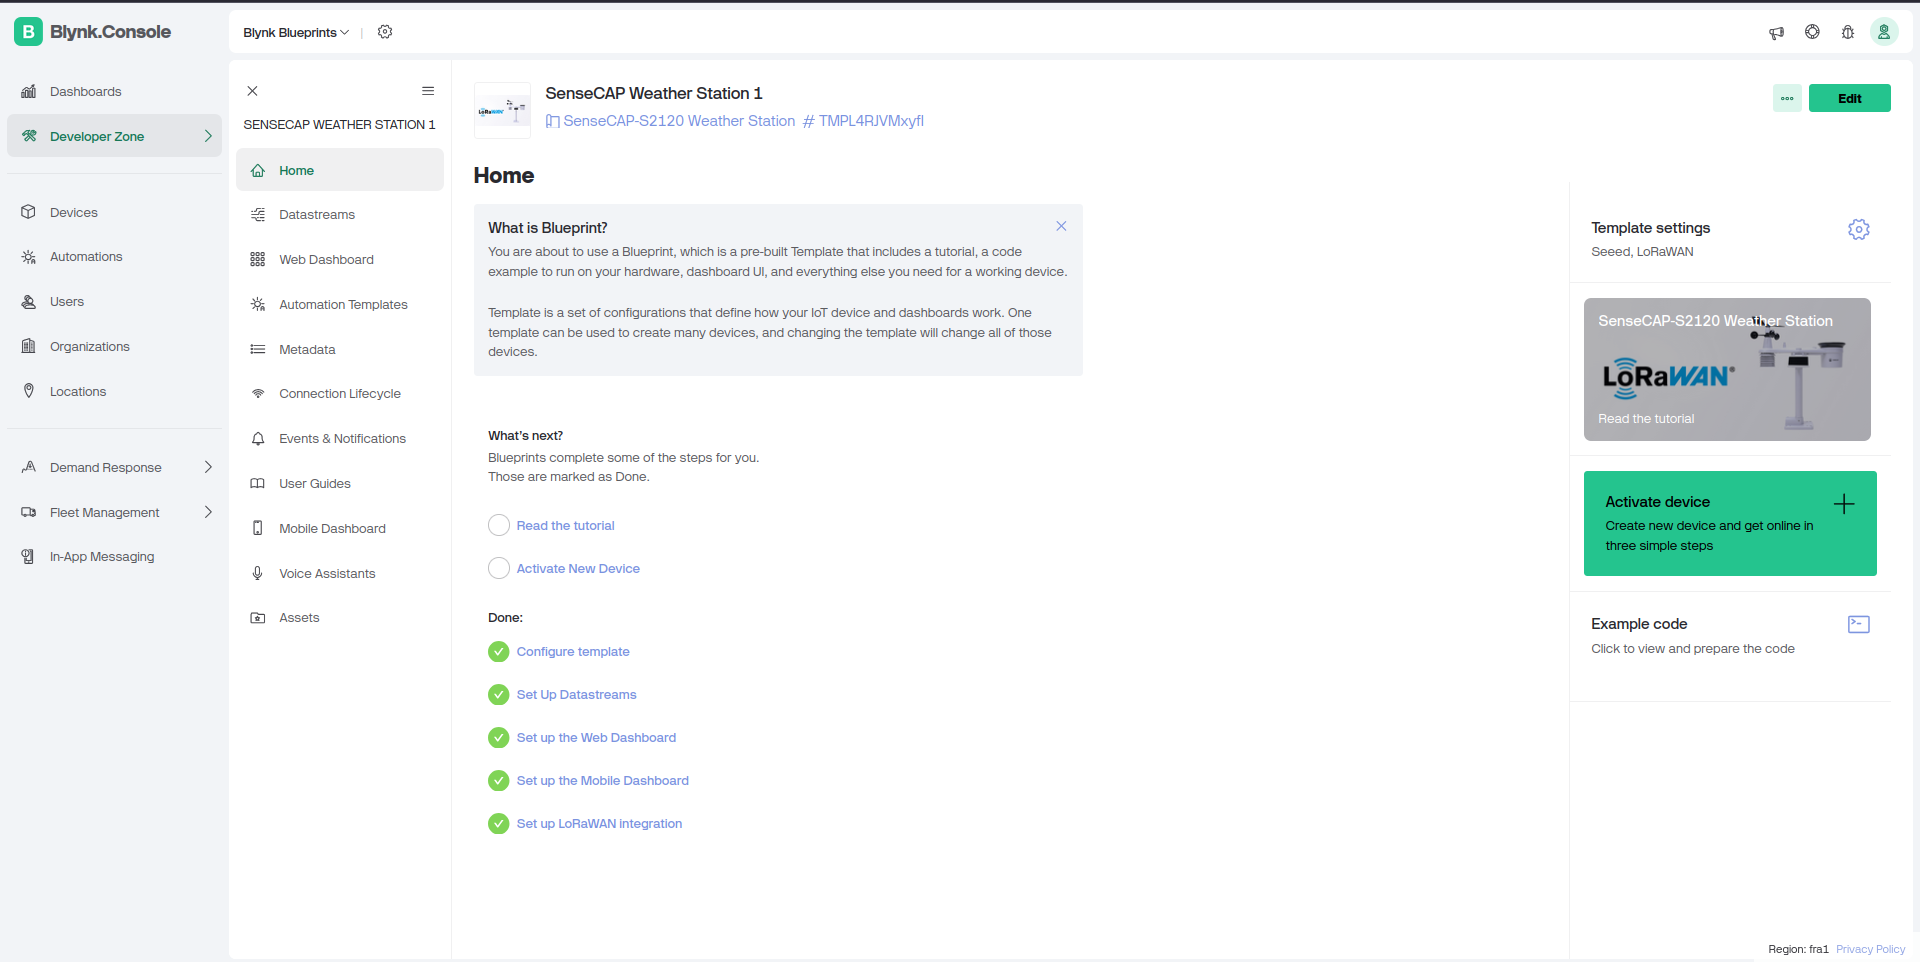 B Blynk.Console
Blynk Blueprints
Dashboards
Developer Zone
Devices
Automations
Users
Organizations
Locations
Demand Response
Fleet Management
In-App Messaging
SENSECAP WEATHER STATION 1
Home
Datastreams
Web Dashboard
Automation Templates
Metadata
Connection Lifecycle
Events & Notifications
User Guides
Mobile Dashboard
Voice Assistants
Assets
LoRaWAN
SenseCAP Weather Station 1
SenseCAP-S2120 Weather Station # TMPL4RJVMxyfI
Edit
Home
What is Blueprint?
You are about to use a Blueprint, which is a pre-built Template that includes a tutorial, a code
example to run on your hardware, dashboard UI, and everything else you need for a working device.
Template is a set of configurations that define how your IoT device and dashboards work. One
template can be used to create many devices, and changing the template will change all of those
devices.
What's next?
Blueprints complete some of the steps for you.
Those are marked as Done.
Read the tutorial
Activate New Device
Done:
Configure template
Set Up Datastreams
Set up the Web Dashboard
Set up the Mobile Dashboard
Set up LoRaWAN integration
Template settings
Seeed, LoRaWAN
SenseCAP-S2120 Weather Station
LoRaWAN®
Read the tutorial
Activate device
Create new device and get online in
three simple steps
Example code
Click to view and prepare the code
Region: fra1 Privacy Policy